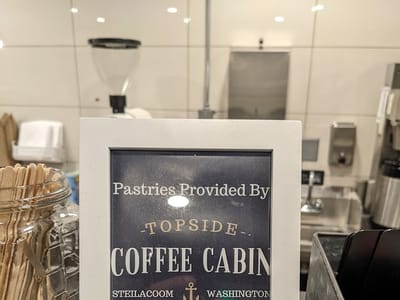 Pastries Provided By
-TOPSIDE-
COFFEE CABIN
STEILACOOM WASHINGTON